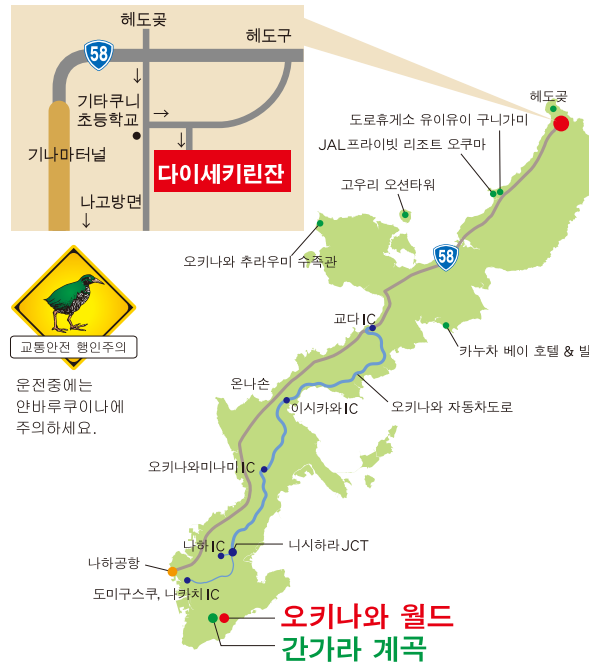 헤도곶
58
헤도구
기타쿠니
초등학교
기나마터널
다이세키린잔
나고방면
헤도곶
도로휴게소 유이유이 구니가미
JAL프라이빗 리조트 오쿠마
고우리 오션타워
오키나와 추라우미 수족관
58
교통안전 행인주의
운전중에는
얀바루쿠이나에
주의하세요.
교다 IC
카누차 베이 호텔 & 빌
온나손
이시카와 IC
오키나와 자동차도로
오키나와미나미 IC
나하 IC
니시하라 JCT
나하공항
도미구스쿠, 나카치 IC
오키나와 월드
간가라 계곡